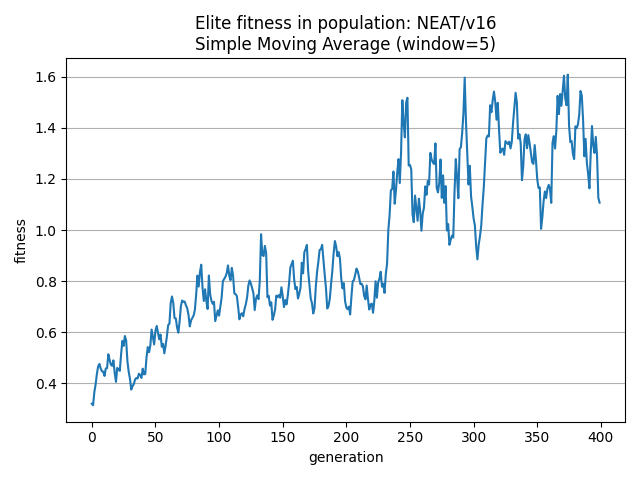 Elite fitness in population: NEAT/v16
Simple Moving Average (window=5)
1.6
1.4
1.2
1.0
0.8
0.6
0.4
fitness
0 50 100 150 200 250 300 350 400
generation